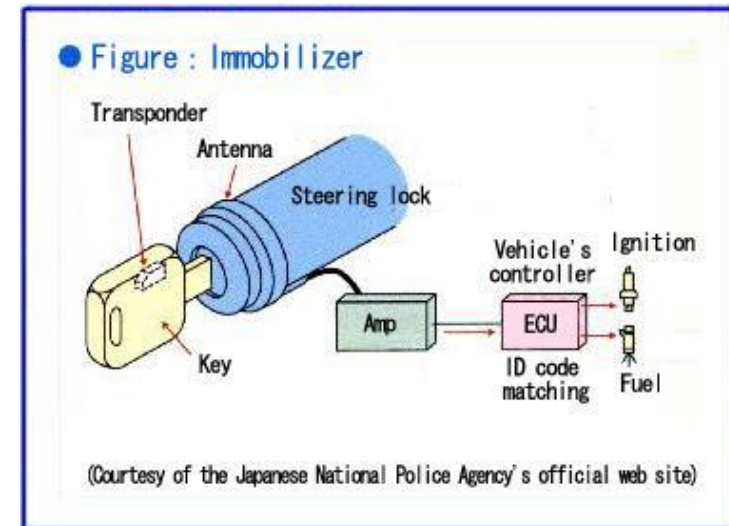 ● Figure : Immobilizer
Transponder
Antenna
Steering lock
Key
Amp
Vehicle's
controller
ECU
ID code
matching
Ignition
Fuel
(Courtesy of the Japanese National Police Agency's official web site)